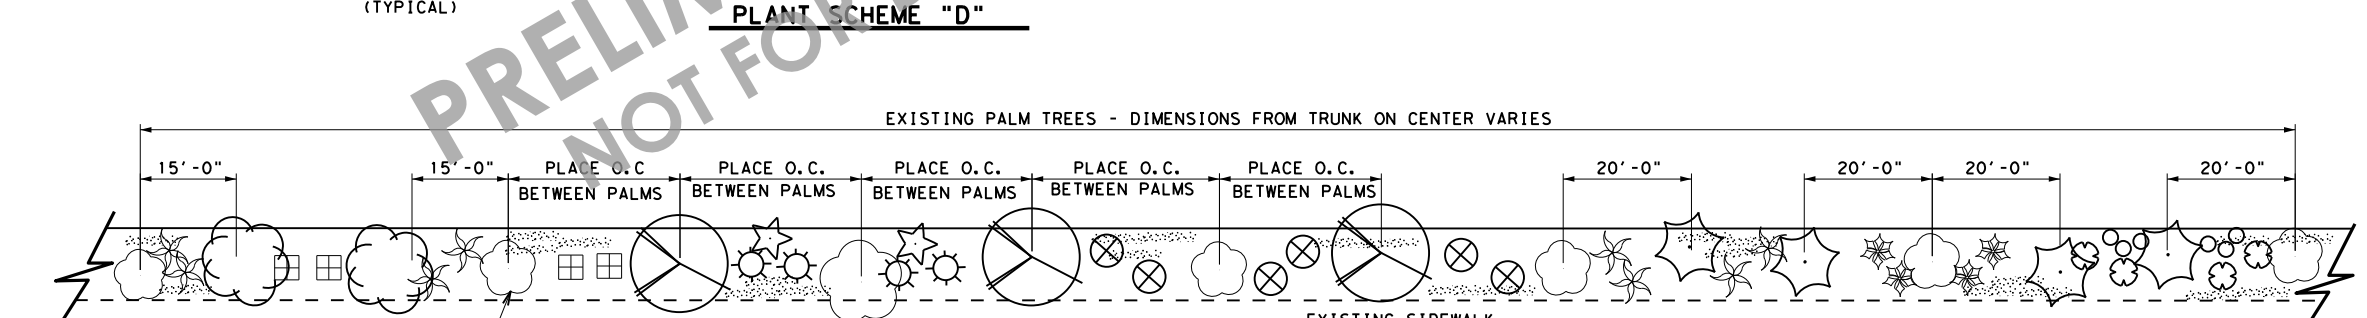 (TYPICAL)
PLANT SCHEME "D"
EXISTING PALM TREES - DIMENSIONS FROM TRUNK ON CENTER VARIES
15'-0" 15'-0" PLACE O.C PLACE O.C. PLACE O.C. PLACE O.C. PLACE O.C. 20'-0" 20'-0" 20'-0" 20'-0"
BETWEEN PALMS BETWEEN PALMS BETWEEN PALMS BETWEEN PALMS BETWEEN PALMS
NOT FOR